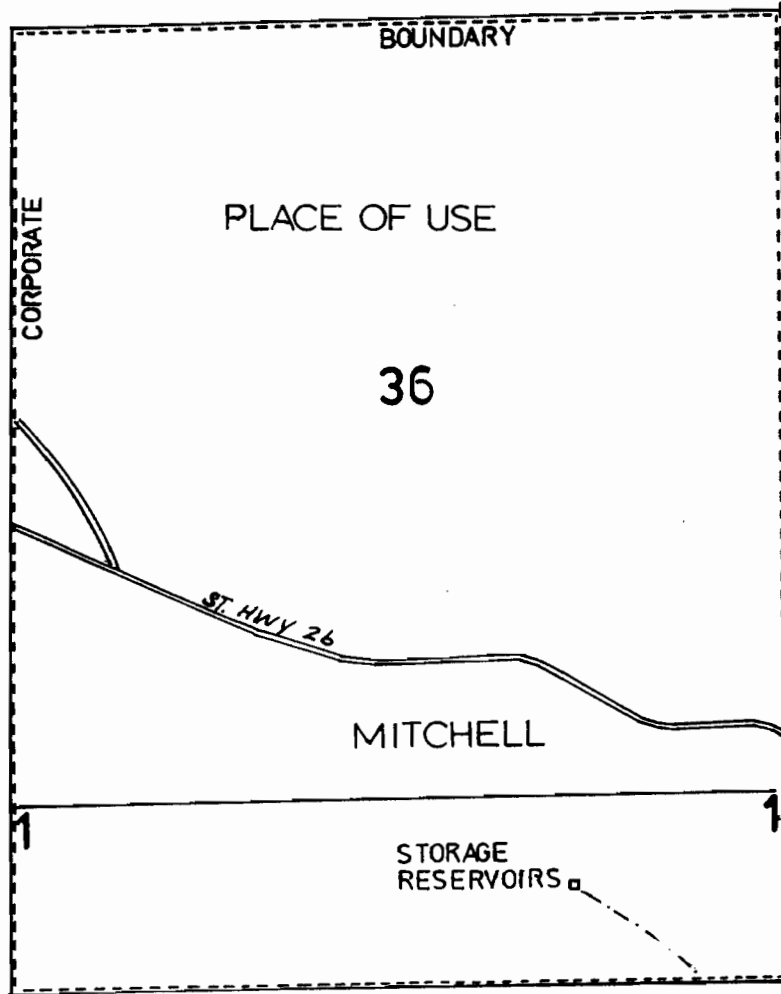 BOUNDARY
CORPORATE
PLACE OF USE
36
ST. HWY 26
MITCHELL
1
1
STORAGE
RESERVOIRS